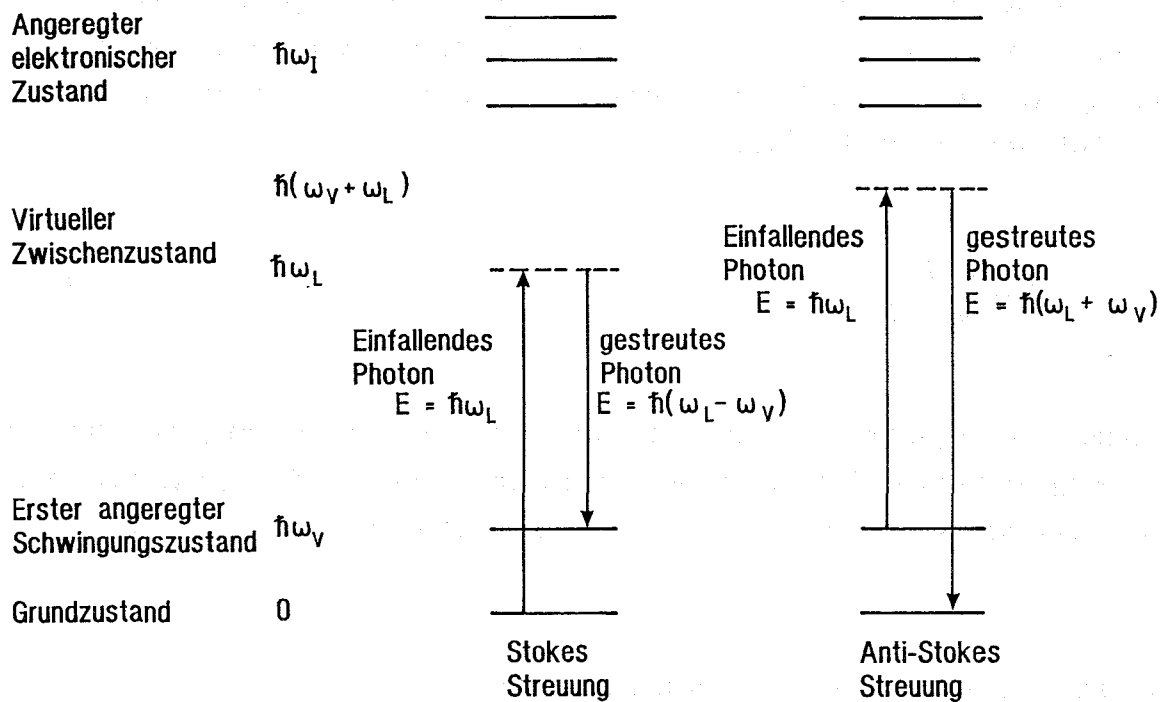 Angeregter
elektronischer ħω_I
Zustand
ħ(ω_V + ω_L)
Virtueller
Zwischenzustand
ħω_L
Einfallendes
Photon
E = ħω_L
gestreutes
Photon
E = ħ(ω_L - ω_V)
Einfallendes
Photon
E = ħω_L
gestreutes
Photon
E = ħ(ω_L + ω_V)
Erster angeregter
Schwingungszustand ħω_V
Grundzustand 0
Stokes
Streuung
Anti-Stokes
Streuung